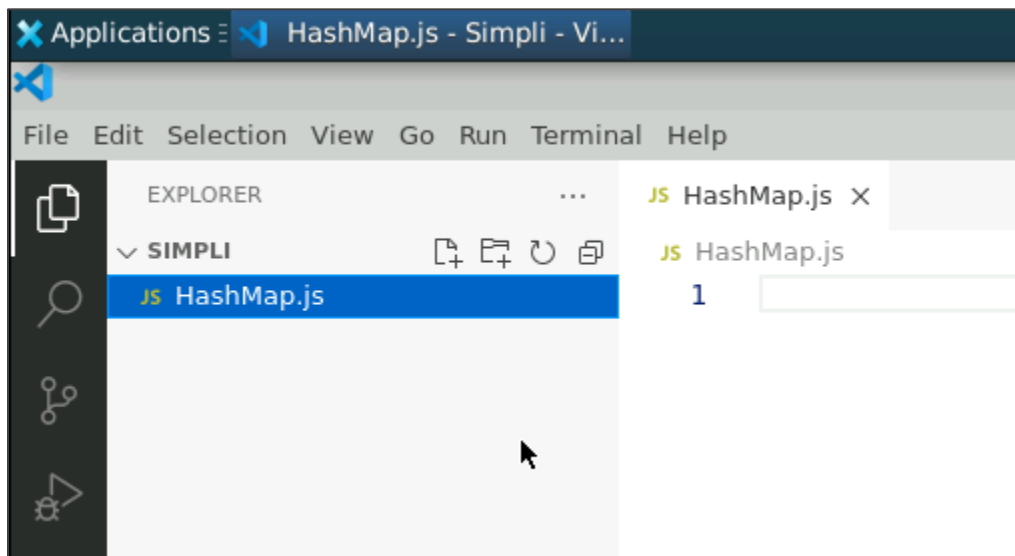 Applications HashMap.js - Simpli - Vi...
File Edit Selection View Go Run Terminal Help
EXPLORER ... JS HashMap.js ×
SIMPLI JS HashMap.js
JS HashMap.js 1